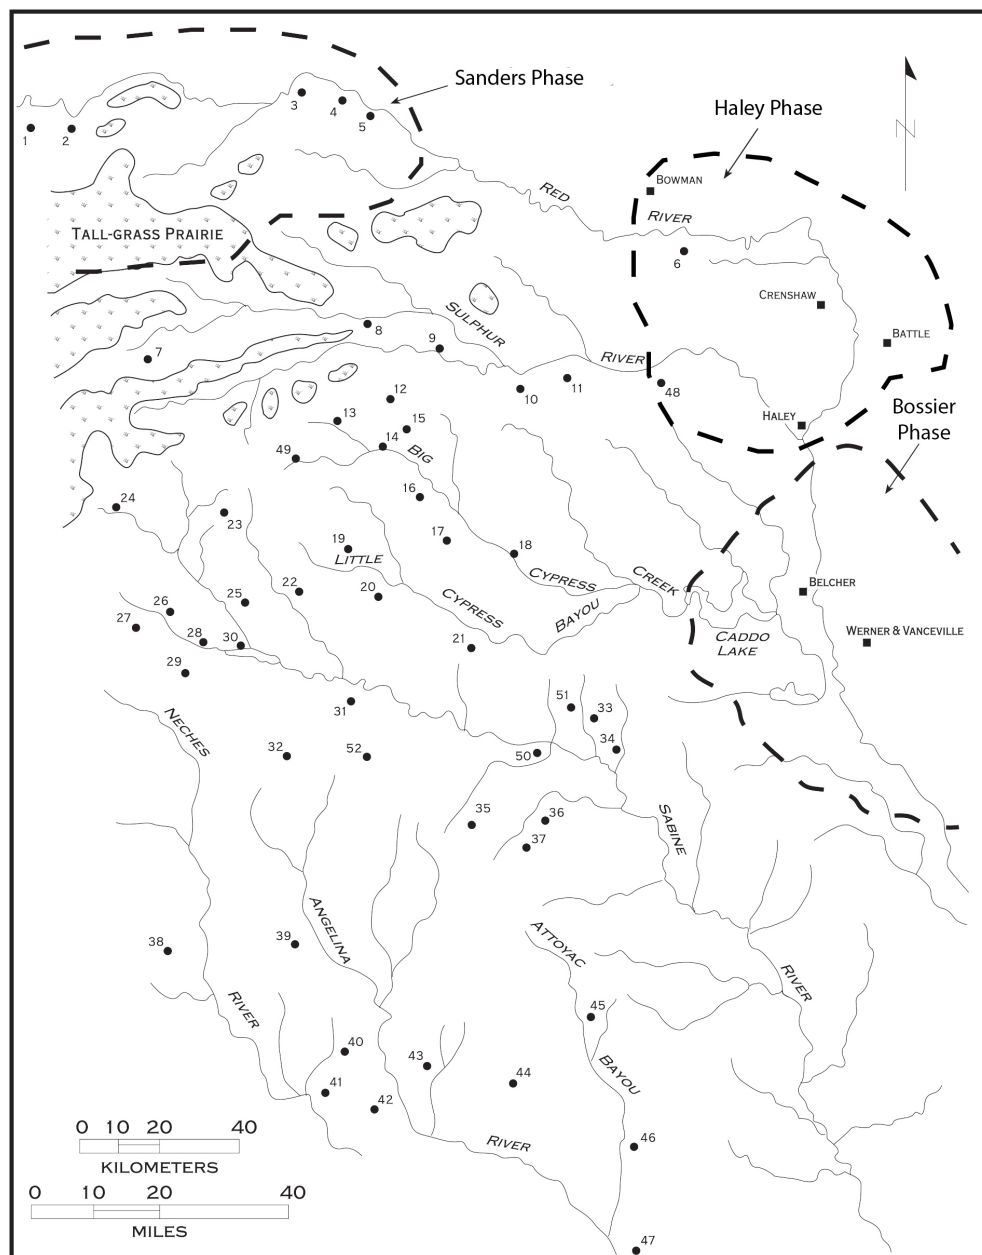 Sanders Phase
Haley Phase
N
3
4
5
1
2
BOWMAN
RED
RIVER
TALL-GRASS PRAIRIE
6
CRENSHAW
SULPHUR
RIVER
8
9
7
BATTLE
10
11
48
12
13
15
14
49
BIG
HALEY
Bossier
Phase
16
24
23
17
18
19
LITTLE
CYPRESS
CREEK
20
22
25
CYPRESS
BAYOU
BELCHER
26
27
28
30
21
CADDO
LAKE
WERNER & VANCEVILLE
29
31
51
33
34
NECHES
32
52
50
35
36
37
SABINE
38
39
ANGELINA
ATTOYAC
RIVER
RIVER
45
40
43
BAYOU
41
42
44
RIVER
46
47
0 10 20 40
KILOMETERS
0 10 20 40
MILES